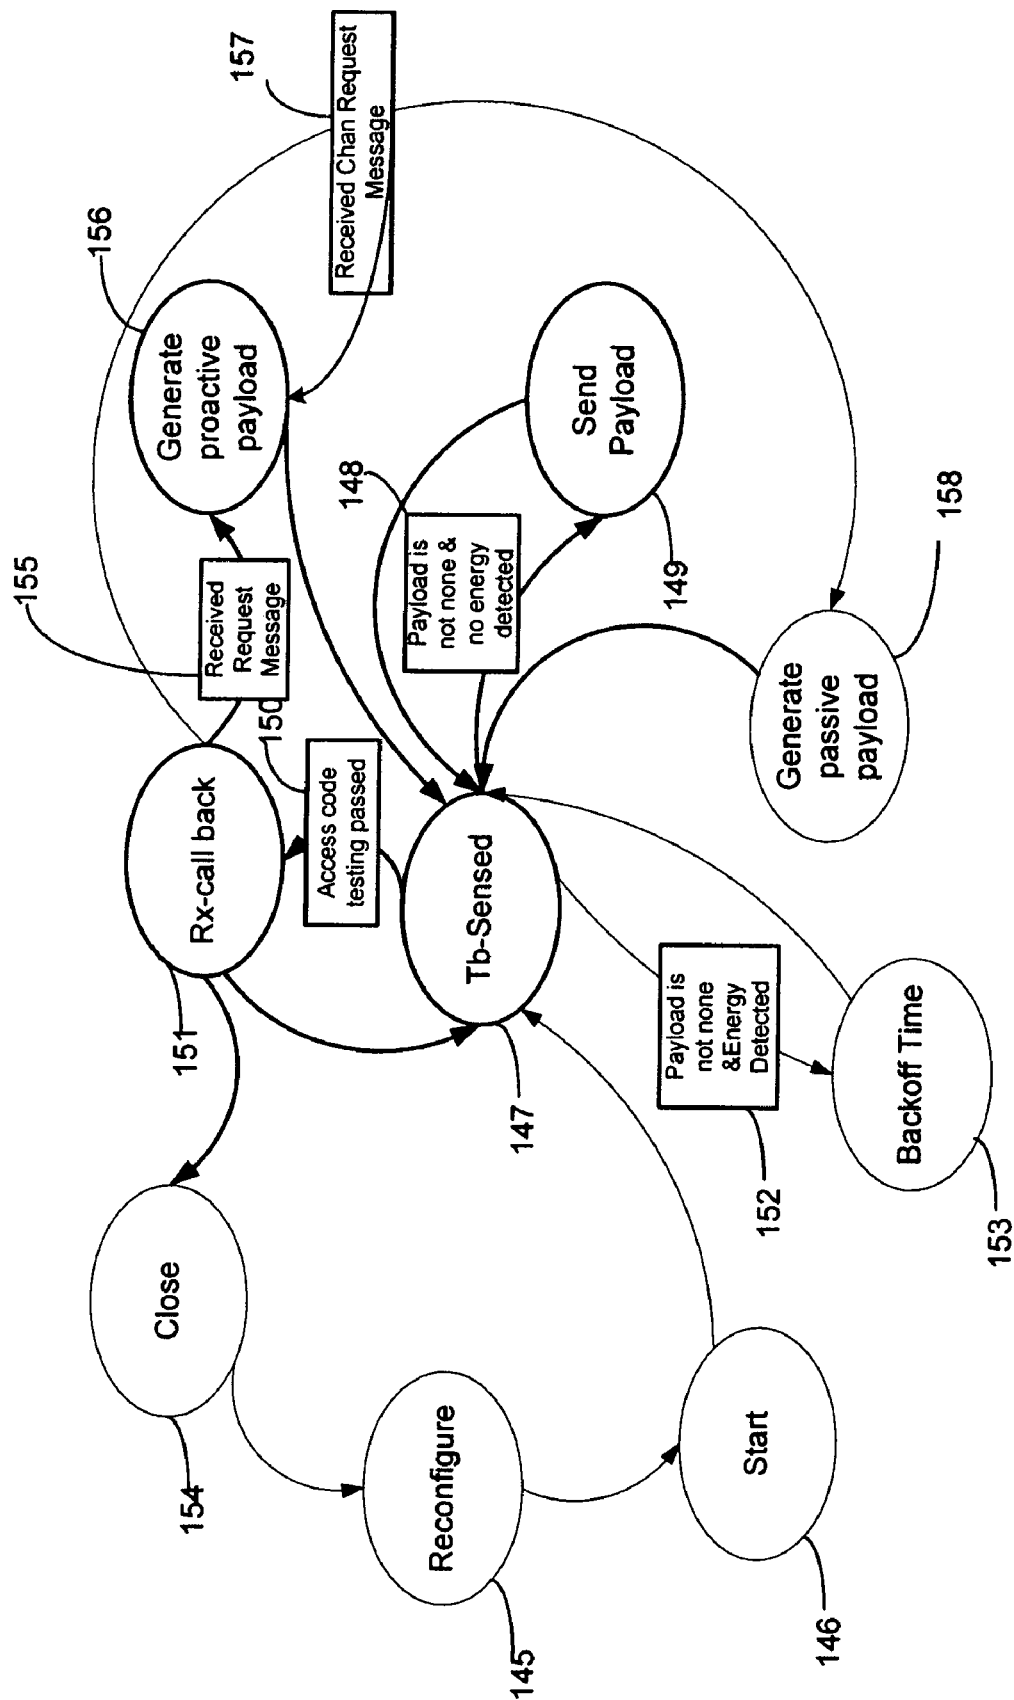 157
Received Chan Request
Message
156
Generate
proactive
payload
155
Received
Request
Message
148
Payload is
not none &
no energy
detected
Send
Payload
149
158
Generate
passive
payload
150
Access code
testing passed
Rx-call back
151
Tb-Sensed
147
Payload is
not none
&Energy
Detected
152
Backoff Time
153
Close
154
Reconfigure
145
Start
146